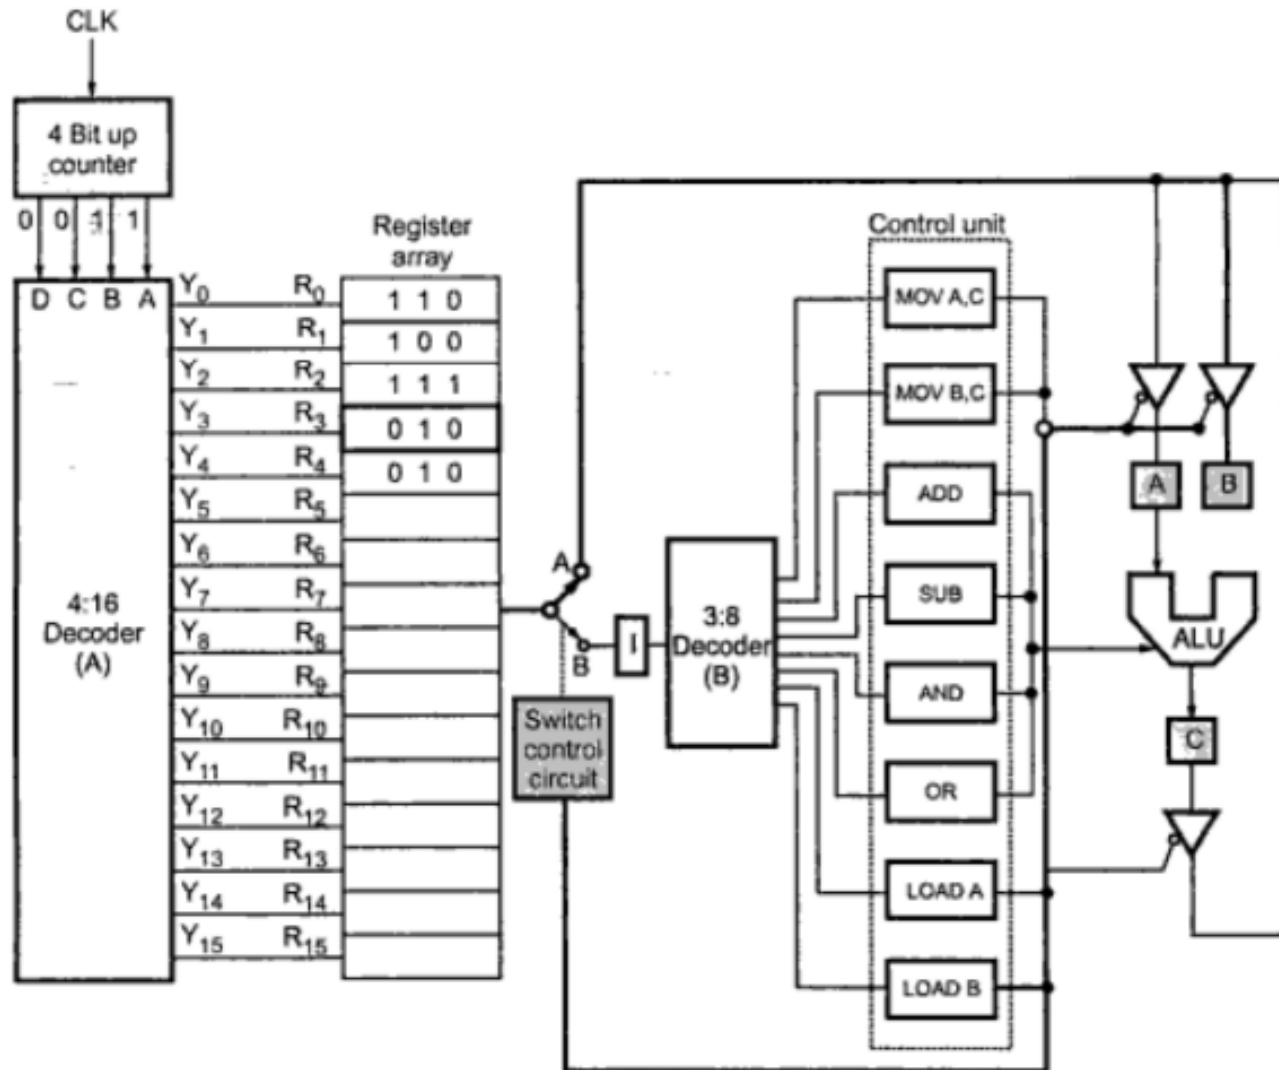 CLK
4 Bit up
counter
0 0 1 1
D C B A
Register
array
Control unit
Y0 R0 1 1 0
Y1 R1 1 0 0
Y2 R2 1 1 1
Y3 R3 0 1 0
Y4 R4 0 1 0
Y5 R5
Y6 R6
Y7 R7
Y8 R8
Y9 R9
Y10 R10
Y11 R11
Y12 R12
Y13 R13
Y14 R14
Y15 R15
4:16
Decoder
(A)
A
B
I
Switch
control
circuit
3:8
Decoder
(B)
MOV A,C
MOV B,C
ADD
SUB
AND
OR
LOAD A
LOAD B
A
B
ALU
C